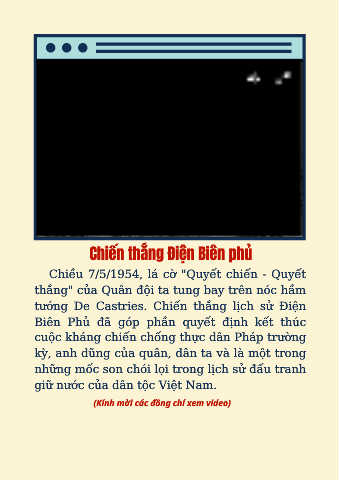 Chiến thắng Điện Biên phủ
Chiều 7/5/1954, lá cờ "Quyết chiến - Quyết
thắng" của Quân đội ta tung bay trên nóc hầm
tướng De Castries. Chiến thắng lịch sử Điện
Biên Phủ đã góp phần quyết định kết thúc
cuộc kháng chiến chống thực dân Pháp trường
kỳ, anh dũng của quân, dân ta và là một trong
những mốc son chói lọi trong lịch sử đấu tranh
giữ nước của dân tộc Việt Nam.
(Kính mời các đồng chí xem video)